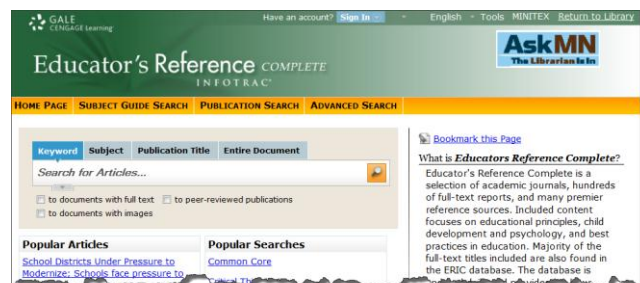 GALE
CENGAGE Learning
Have an account? Sign In
English
Tools
MINITEX
Return to Library
Educator's Reference COMPLETE
INFOTRAC
AskMN
The Librarian Is In
HOME PAGE
SUBJECT GUIDE SEARCH
PUBLICATION SEARCH
ADVANCED SEARCH
Keyword
Subject
Publication Title
Entire Document
Search for Articles...
to documents with full text
to peer-reviewed publications
to documents with images
Popular Articles
School Districts Under Pressure to
Modernize: Schools face pressure to
Popular Searches
Common Core
Bookmark this Page
What is Educators Reference Complete?
Educator's Reference Complete is a
selection of academic journals, hundreds
of full-text reports, and many premier
reference sources. Included content
focuses on educational principles, child
development and psychology, and best
practices in education. Majority of the
full-text titles included are also found in
the ERIC database. The database is